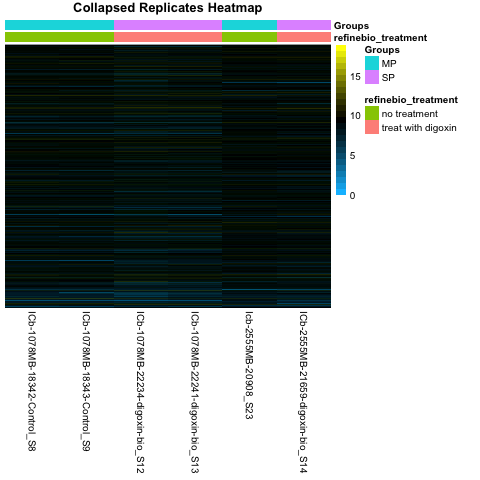 Collapsed Replicates Heatmap
Groups
refinebio_treatment
15
10
5
0
Groups
MP
SP
refinebio_treatment
no treatment
treat with digoxin
ICb-1078MB-18342-Control_S8
ICb-1078MB-18343-Control_S9
ICb-1078MB-22234-digoxin-bio_S12
ICb-1078MB-22241-digoxin-bio_S13
Icb-2555MB-20908_S23
ICb-2555MB-21659-digoxin-bio_S14